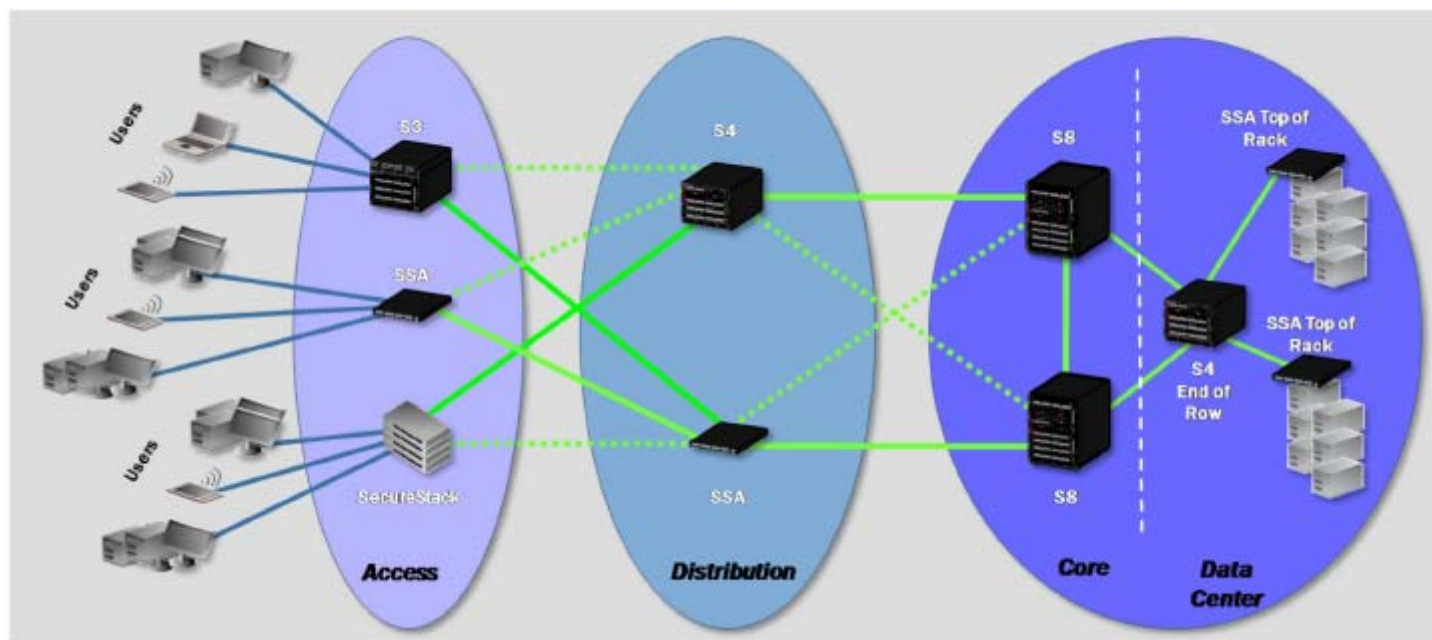 Users
Users
Users
S3
SSA
SecureStack
Access
S4
SSA
Distribution
S8
S8
Core
SSA Top of
Rack
SSA Top of
Rack
S4
End of
Row
Data
Center